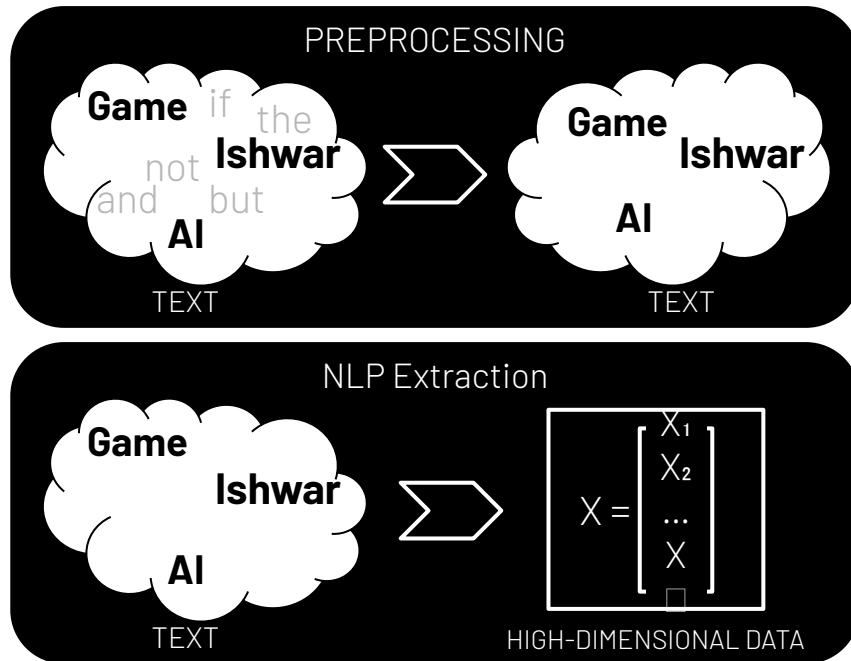 PREPROCESSING
Game if the
Ishwar
not
and but
AI
TEXT
Game
Ishwar
AI
TEXT
NLP Extraction
Game
Ishwar
AI
TEXT
X =
X₁
X₂
...
X
□
HIGH-DIMENSIONAL DATA